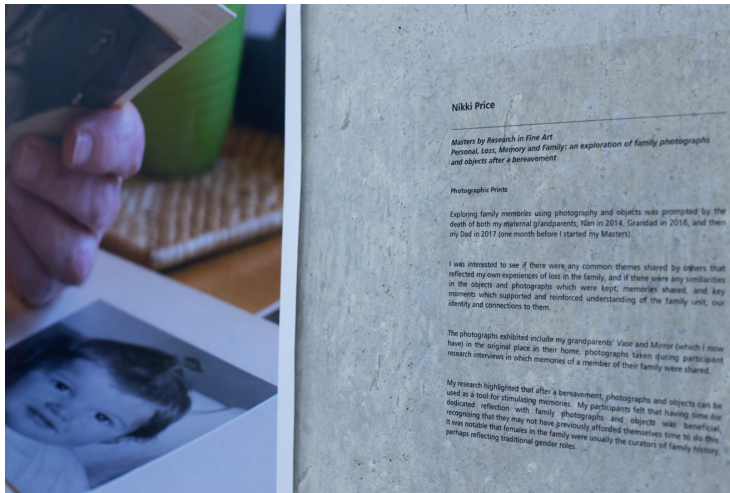 Nikki Price
Masters by Research in Fine Art
Personal, Loss, Memory and Family: an exploration of family photographs
and objects after a bereavement
Photographic Prints
Exploring family memories using photography and objects was prompted by the
death of both my maternal grandparents; Nan in 2014, Grandad in 2016, and then
my Dad in 2017 (one month before I started my Masters).
I was interested to see if there were any common themes shared by others that
reflected my own experiences of loss in the family, and if there were any similarities
in the objects and photographs which were kept, memories shared, and key
moments which supported and reinforced understanding of the family unit, our
identity and connections to them.
The photographs exhibited include my grandparents' Vase and Mirror (which I now
have) in the original place in their home, photographs taken during participant
research interviews in which memories of a member of their family were shared.
My research highlighted that after a bereavement, photographs and objects can be
used as a tool for stimulating memories. My participants felt that having time for
dedicated reflection with family photographs and objects was beneficial,
recognising that they may not have previously afforded themselves time to do this.
It was notable that females in the family were usually the curators of family history,
perhaps reflecting traditional gender roles.